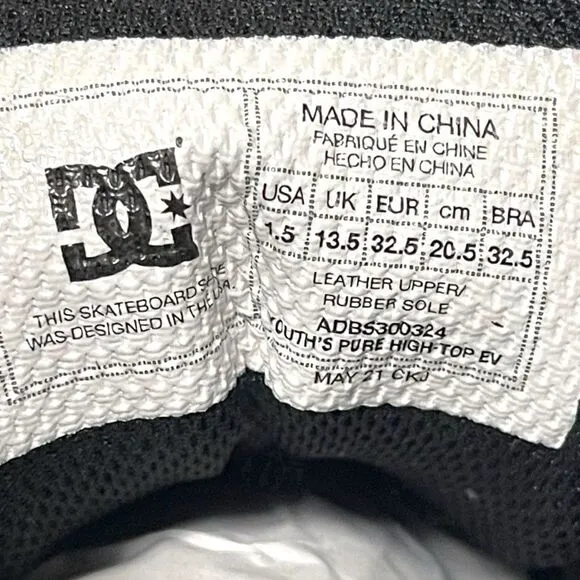 DC
THIS SKATEBOARD SHOE
WAS DESIGNED IN THE U.S.A.
MADE IN CHINA
FABRIQUÉ EN CHINE
HECHO EN CHINA
USA UK EUR cm BRA
1.5 13.5 32.5 20.5 32.5
LEATHER UPPER/
RUBBER SOLE
ADBS300324
YOUTH'S PURE HIGH-TOP EV
MAY 21 CKJ